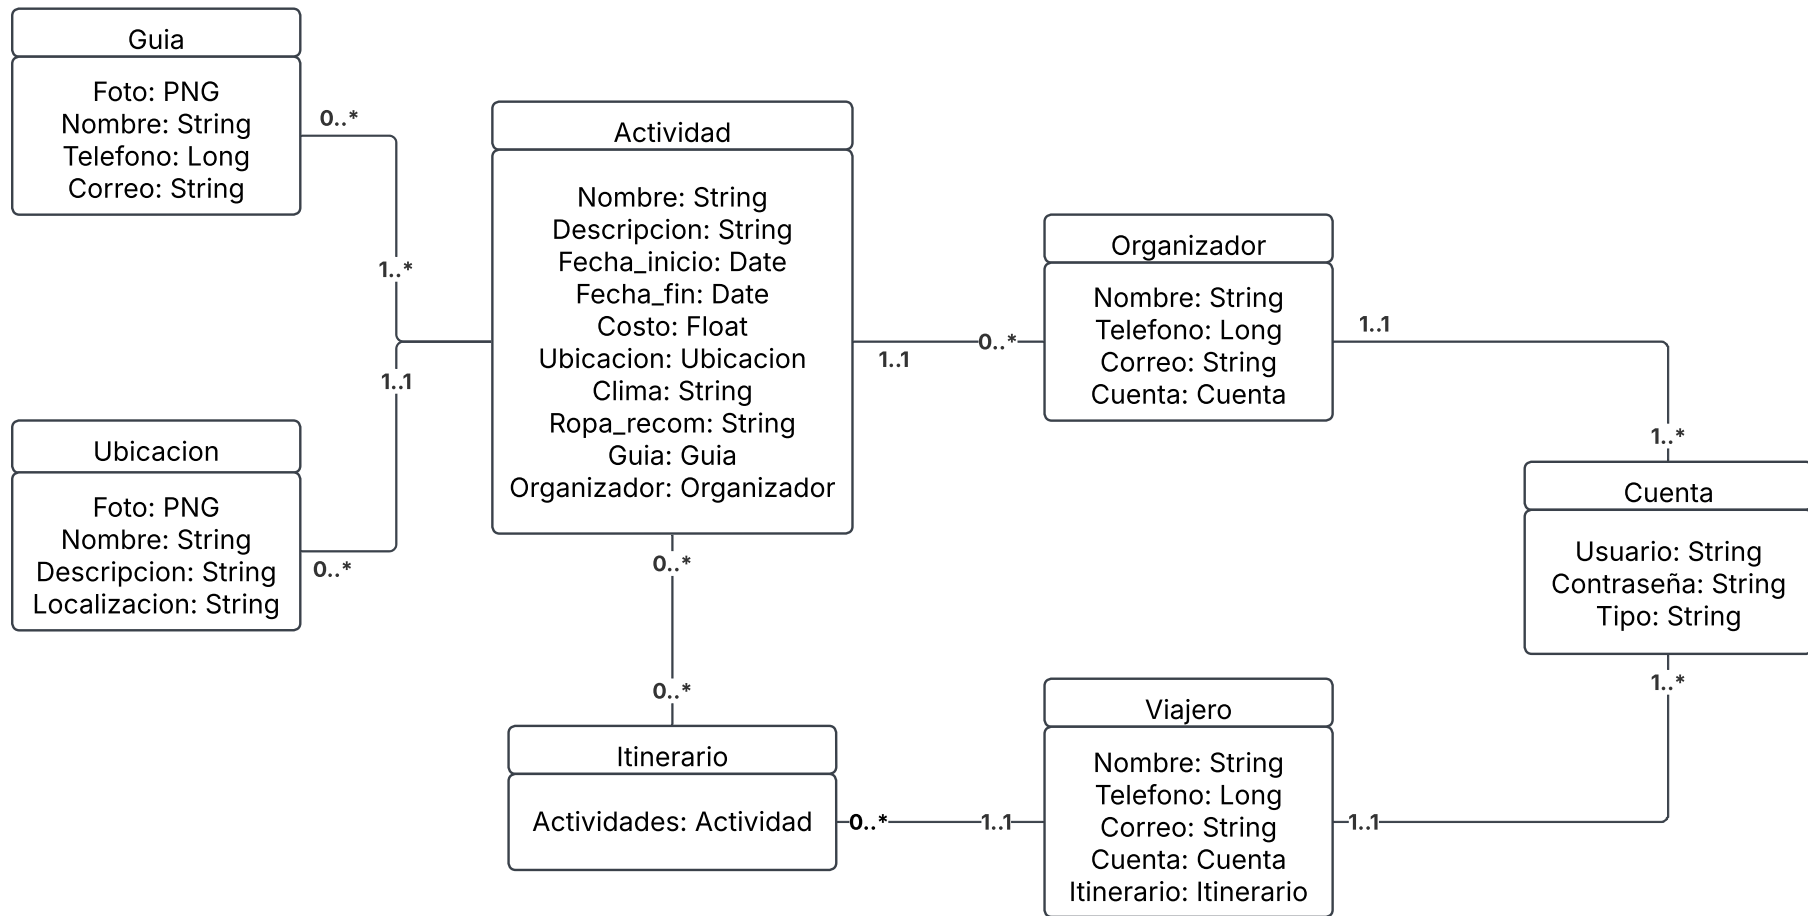 Guia
Foto: PNG
Nombre: String
Telefono: Long
Correo: String
0..*
1..*
1..1
Ubicacion
Foto: PNG
Nombre: String
Descripcion: String
Localizacion: String
0..*
Actividad
Nombre: String
Descripcion: String
Fecha_inicio: Date
Fecha_fin: Date
Costo: Float
Ubicacion: Ubicacion
Clima: String
Ropa_recom: String
Guia: Guia
Organizador: Organizador
1..1
0..*
0..*
0..*
Organizador
Nombre: String
Telefono: Long
Correo: String
Cuenta: Cuenta
1..1
1..*
Cuenta
Usuario: String
Contraseña: String
Tipo: String
1..*
Itinerario
Actividades: Actividad
0..*
1..1
Viajero
Nombre: String
Telefono: Long
Correo: String
Cuenta: Cuenta
Itinerario: Itinerario
1..1